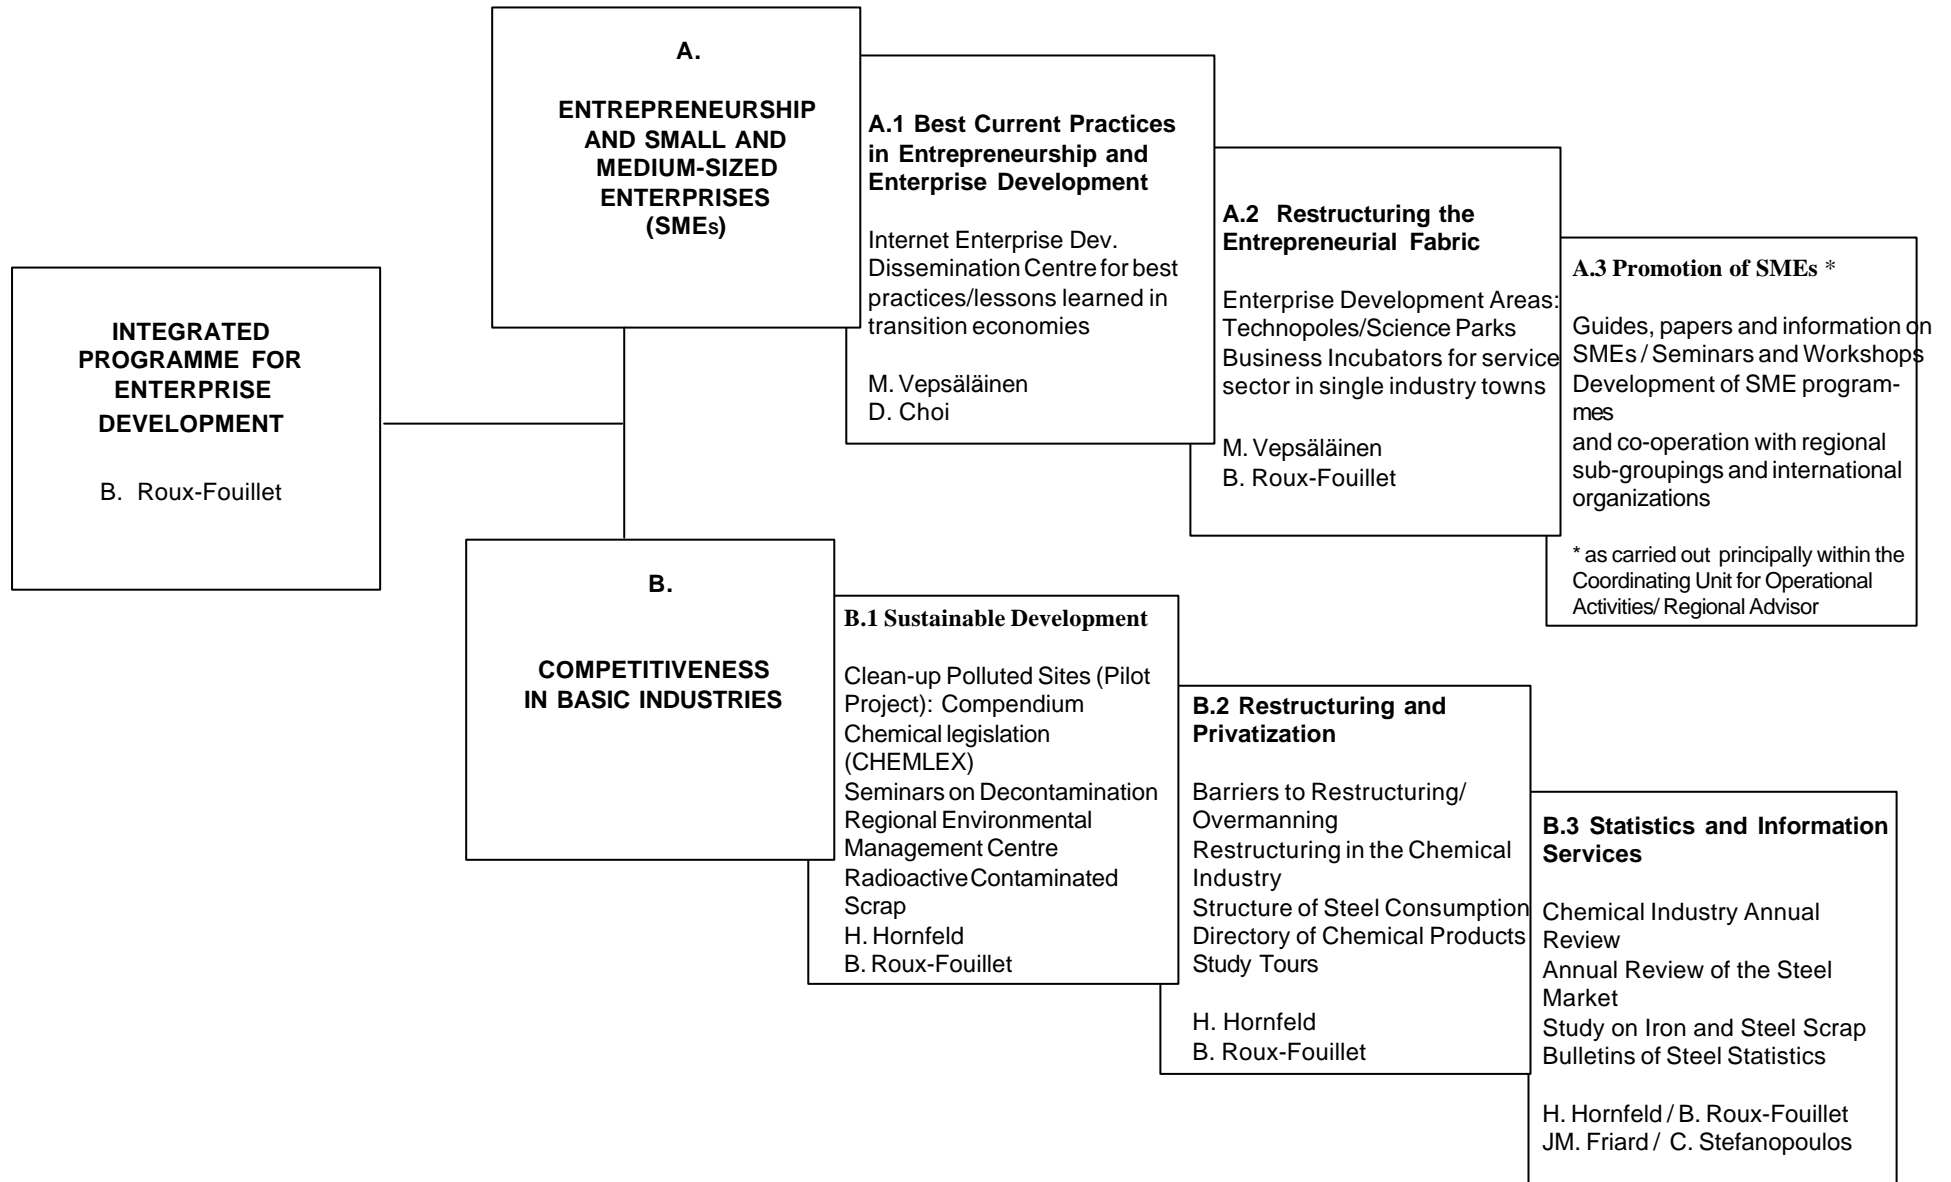 INTEGRATED
PROGRAMME FOR
ENTERPRISE
DEVELOPMENT
B. Roux-Fouillet
A.
ENTREPRENEURSHIP
AND SMALL AND
MEDIUM-SIZED
ENTERPRISES
(SMEs)
A.1 Best Current Practices
in Entrepreneurship and
Enterprise Development
Internet Enterprise Dev.
Dissemination Centre for best
practices/lessons learned in
transition economies
M. Vepsäläinen
D. Choi
A.2 Restructuring the
Entrepreneurial Fabric
Enterprise Development Areas:
Technopoles/Science Parks
Business Incubators for service
sector in single industry towns
M. Vepsäläinen
B. Roux-Fouillet
A.3 Promotion of SMEs *
Guides, papers and information on
SMEs / Seminars and Workshops
Development of SME program-
mes
and co-operation with regional
sub-groupings and international
organizations
* as carried out principally within the
Coordinating Unit for Operational
Activities/ Regional Advisor
B.
COMPETITIVENESS
IN BASIC INDUSTRIES
B.1 Sustainable Development
Clean-up Polluted Sites (Pilot
Project): Compendium
Chemical legislation
(CHEMLEX)
Seminars on Decontamination
Regional Environmental
Management Centre
Radioactive Contaminated
Scrap
H. Hornfeld
B. Roux-Fouillet
B.2 Restructuring and
Privatization
Barriers to Restructuring/
Overmanning
Restructuring in the Chemical
Industry
Structure of Steel Consumption
Directory of Chemical Products
Study Tours
H. Hornfeld
B. Roux-Fouillet
B.3 Statistics and Information
Services
Chemical Industry Annual
Review
Annual Review of the Steel
Market
Study on Iron and Steel Scrap
Bulletins of Steel Statistics
H. Hornfeld / B. Roux-Fouillet
JM. Friard / C. Stefanopoulos